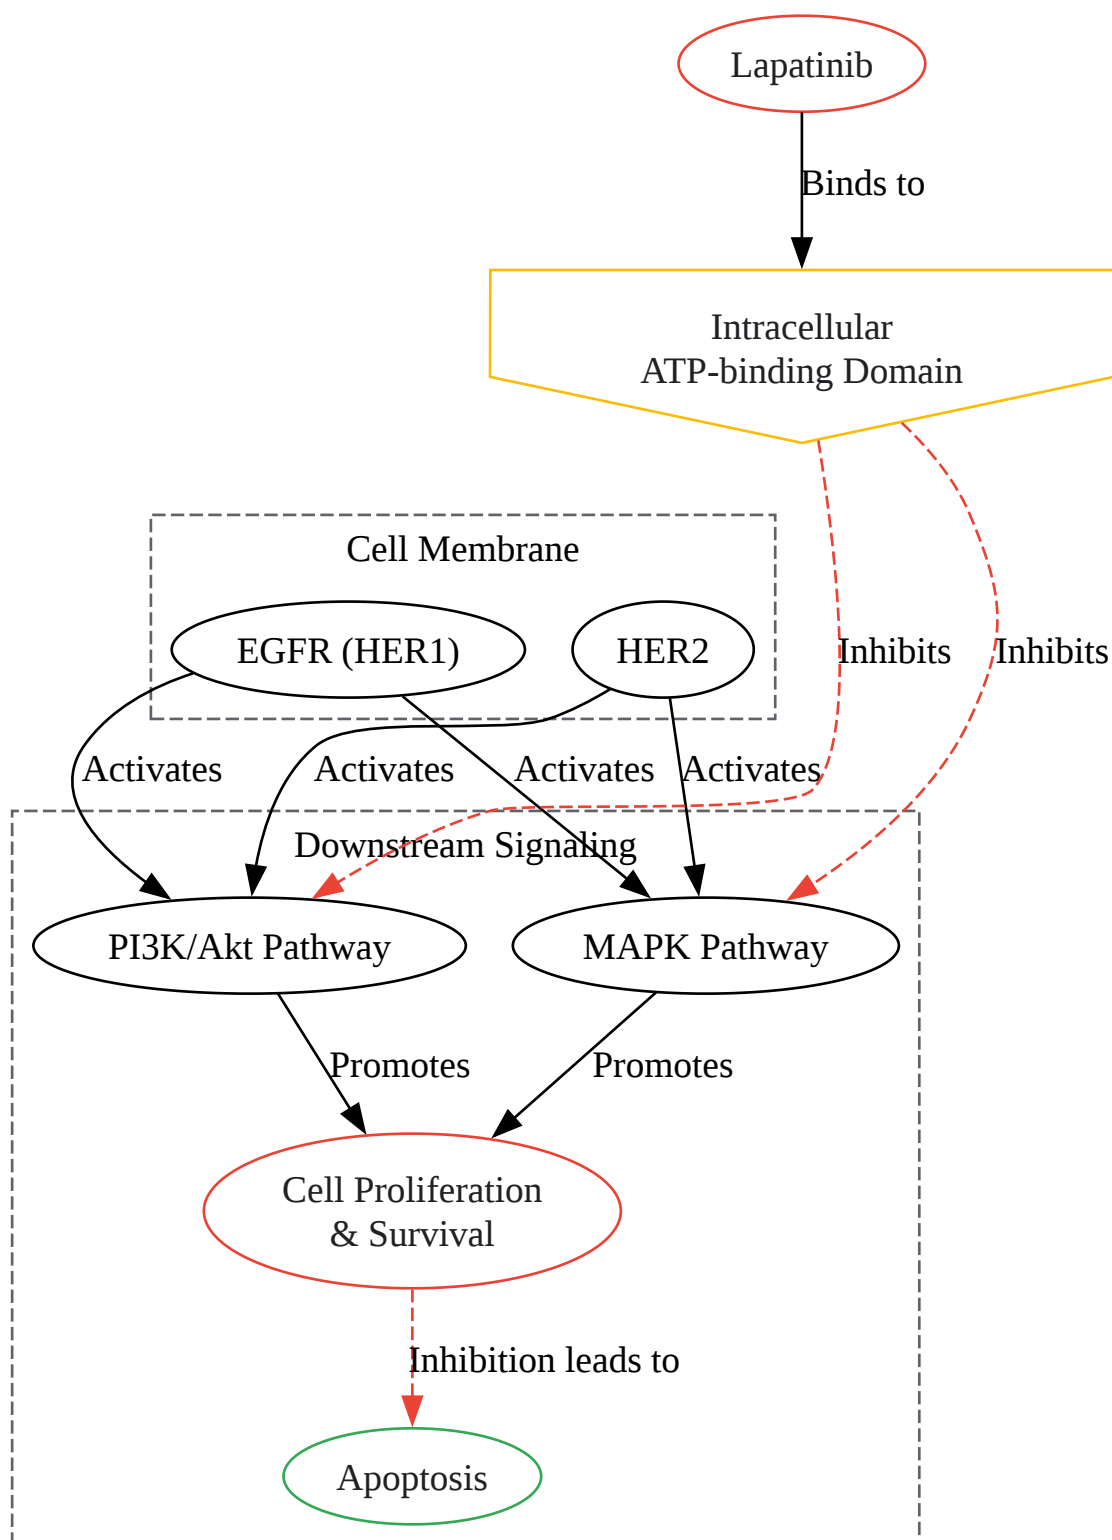 Lapatinib
Binds to
Intracellular
ATP-binding Domain
Cell Membrane
EGFR (HER1)
HER2
Inhibits
Inhibits
Activates
Activates
Activates
Activates
Downstream Signaling
PI3K/Akt Pathway
MAPK Pathway
Promotes
Promotes
Cell Proliferation
& Survival
Inhibition leads to
Apoptosis